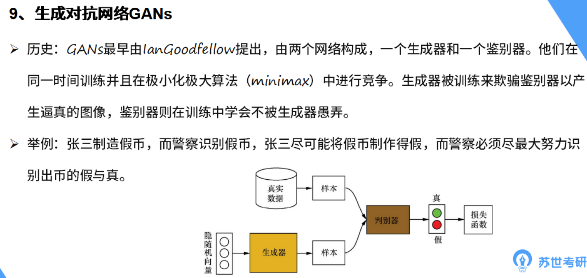 9、生成对抗网络GANs
➢ 历史：GANs最早由IanGoodfellow提出，由两个网络构成，一个生成器和一个鉴别器。他们在
同一时间训练并且在极小化极大算法（minimax）中进行竞争。生成器被训练来欺骗鉴别器以产
生逼真的图像，鉴别器则在训练中学会不被生成器愚弄。
➢ 举例：张三制造假币，而警察识别假币，张三尽可能将假币制作得假，而警察必须尽最大努力识
别出币的假与真。
真实
数据
样本
判别器
真
假
损失
函数
隐随机向量
生成器
样本
苏世考研